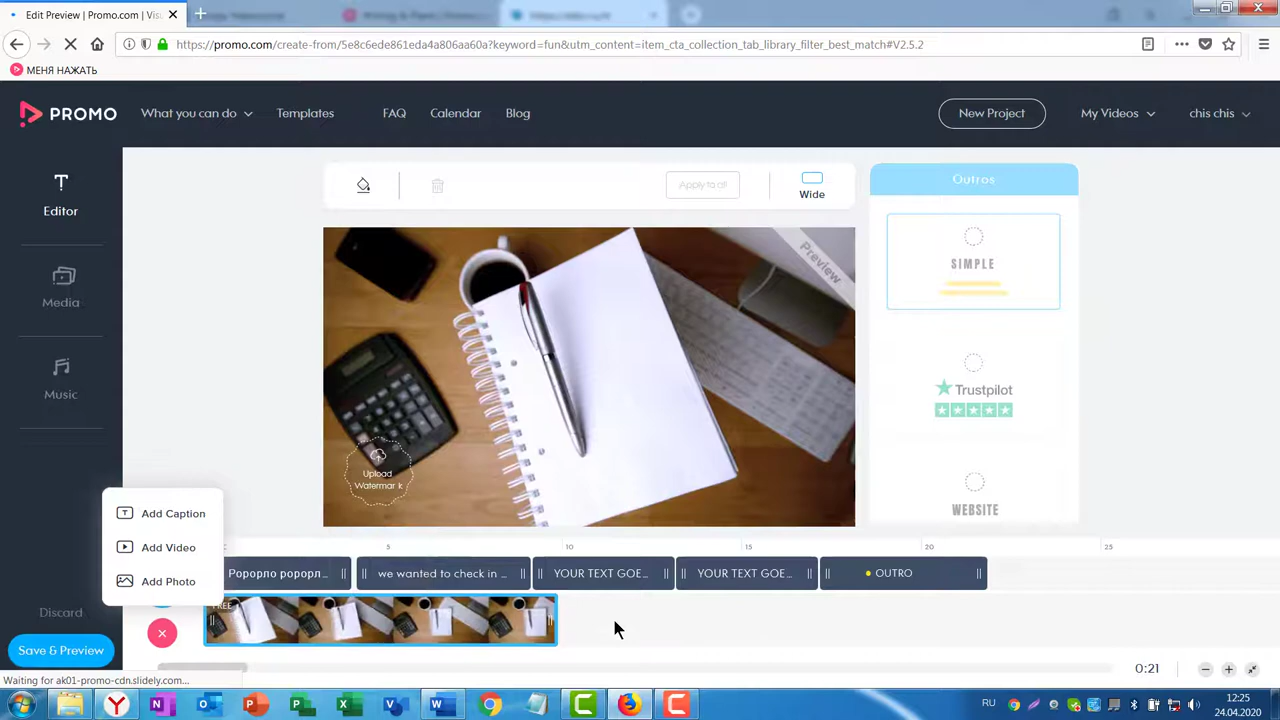 Edit Preview | Promo.com | Visu
https://promo.com/create-from/5e8c6ede861eda4a806aa60a?keyword=fun&utm_content=item_cta_collection_tab_library_filter_best_match#V2.5.2
МЕНЯ НАЖАТЬ
PROMO
What you can do
Templates
FAQ
Calendar
Blog
New Project
My Videos
chis chis
Editor
Media
Music
Apply to all
Wide
Outros
Preview
SIMPLE
Trustpilot
WEBSITE
Upload
Watermar k
Add Caption
Add Video
Add Photo
5
10
15
20
25
Ророрло ророрл...
we wanted to check in ...
YOUR TEXT GOE...
YOUR TEXT GOE...
OUTRO
FREE
Discard
Save & Preview
0:21
Waiting for ak01-promo-cdn.slidely.com...
RU
12:25
24.04.2020